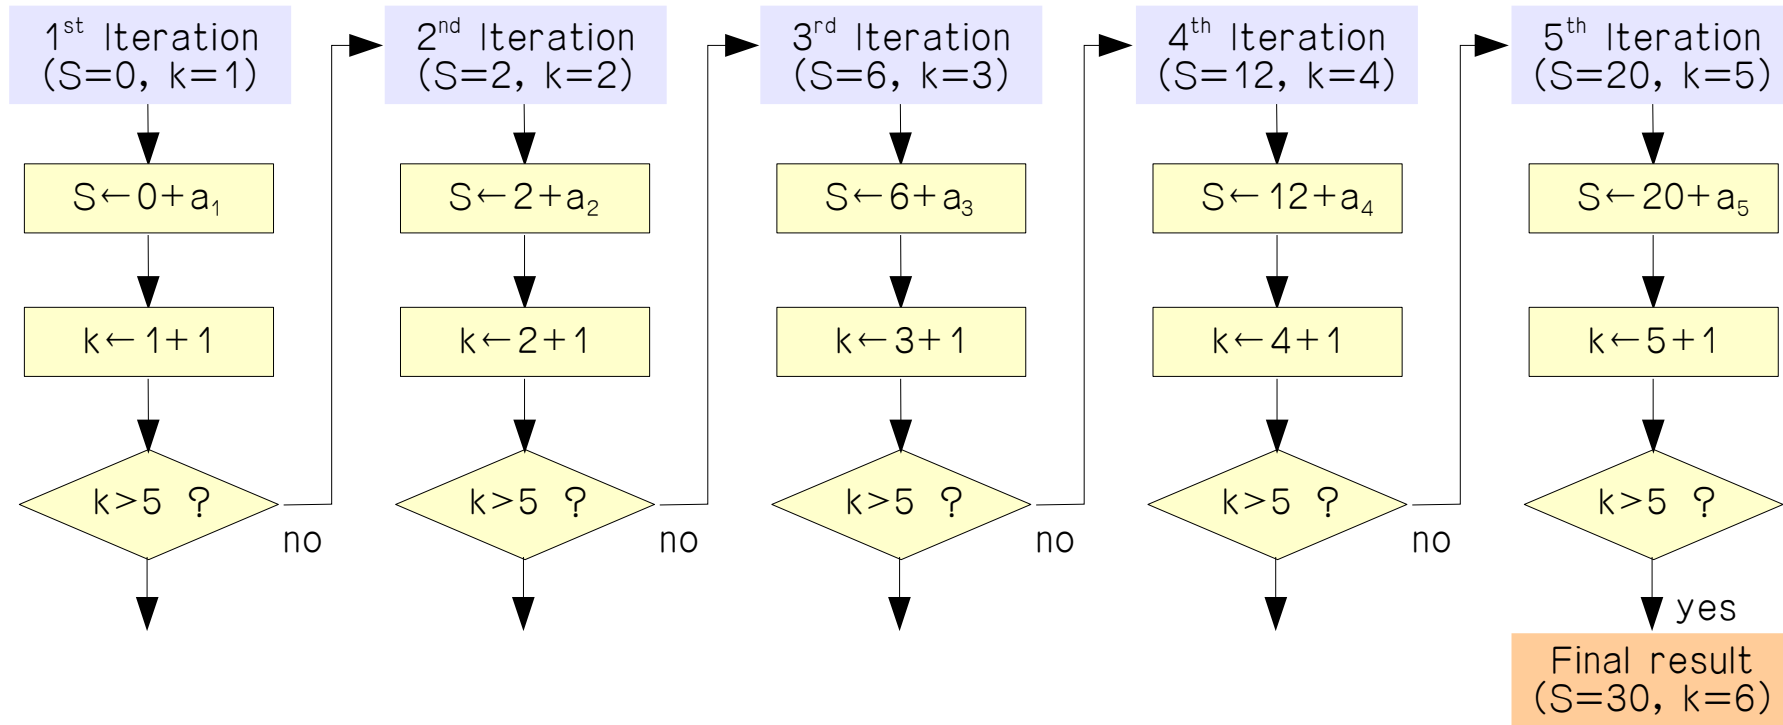 1st Iteration
(S=0, k=1)
S←0+a₁
k←1+1
k>5 ?
no
2nd Iteration
(S=2, k=2)
S←2+a₂
k←2+1
k>5 ?
no
3rd Iteration
(S=6, k=3)
S←6+a₃
k←3+1
k>5 ?
no
4th Iteration
(S=12, k=4)
S←12+a₄
k←4+1
k>5 ?
no
5th Iteration
(S=20, k=5)
S←20+a₅
k←5+1
k>5 ?
yes
Final result
(S=30, k=6)